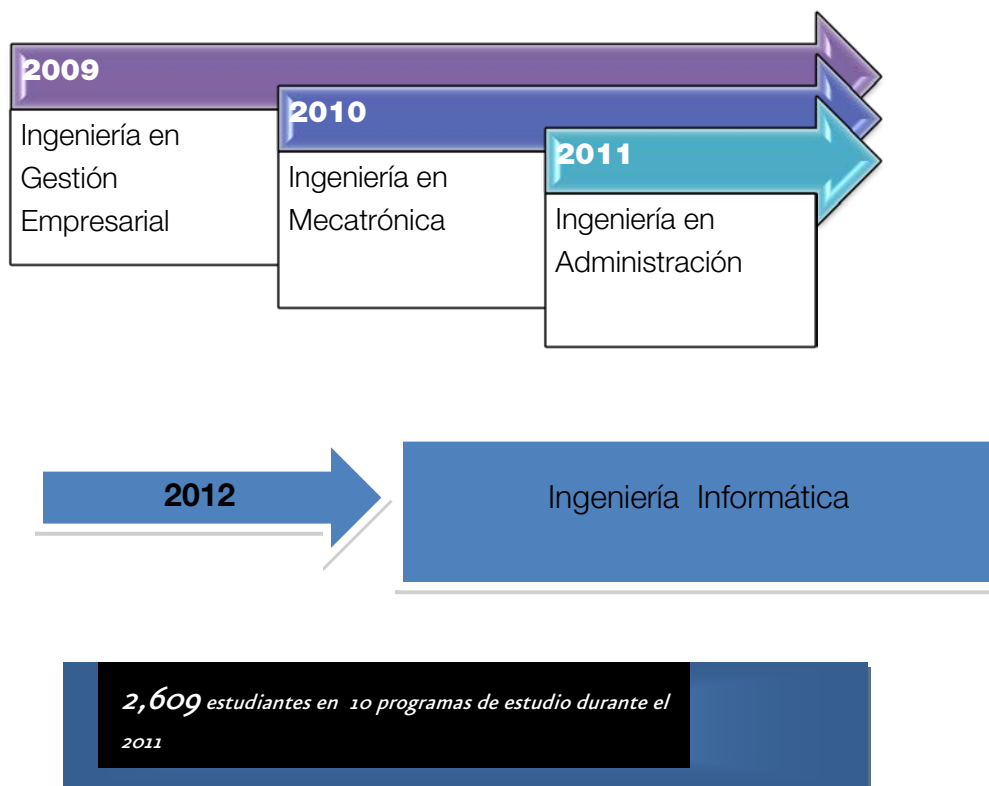 2009
Ingeniería en
Gestión
Empresarial
2010
Ingeniería en
Mecatrónica
2011
Ingeniería en
Administración
2012
Ingeniería Informática
2,609 estudiantes en 10 programas de estudio durante el
2011